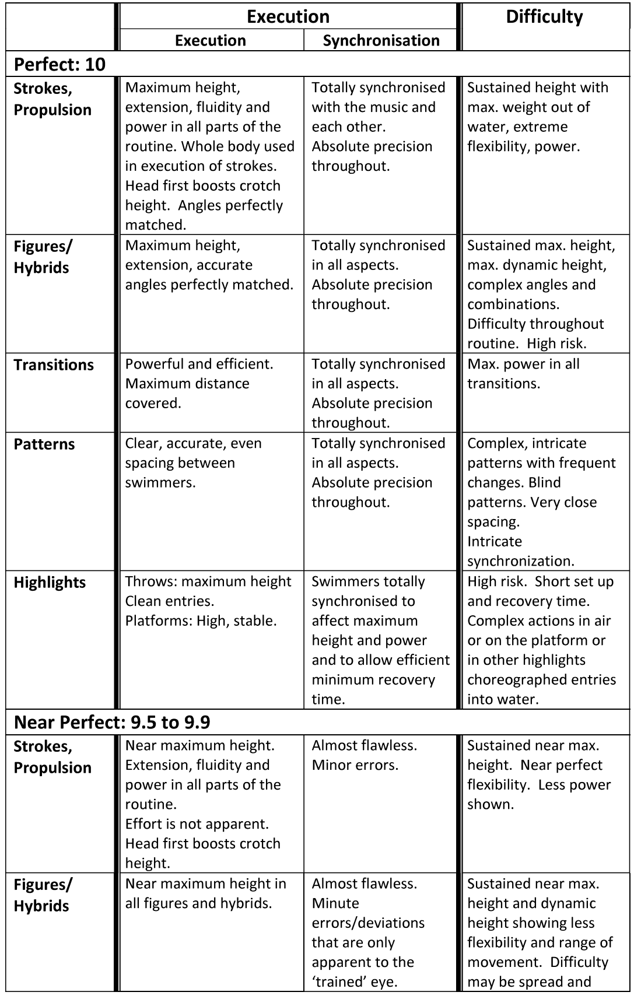 Execution
Difficulty
Execution
Synchronisation
Perfect: 10
Strokes,
Propulsion
Maximum height,
extension, fluidity and
power in all parts of the
routine. Whole body used
in execution of strokes.
Head first boosts crotch
height.  Angles perfectly
matched.
Totally synchronised
with the music and
each other.
Absolute precision
throughout.
Sustained height with
max. weight out of
water, extreme
flexibility, power.
Figures/
Hybrids
Maximum height,
extension, accurate
angles perfectly matched.
Totally synchronised
in all aspects.
Absolute precision
throughout.
Sustained max. height,
max. dynamic height,
complex angles and
combinations.
Difficulty throughout
routine.  High risk.
Transitions
Powerful and efficient.
Maximum distance
covered.
Totally synchronised
in all aspects.
Absolute precision
throughout.
Max. power in all
transitions.
Patterns
Clear, accurate, even
spacing between
swimmers.
Totally synchronised
in all aspects.
Absolute precision
throughout.
Complex, intricate
patterns with frequent
changes. Blind
patterns. Very close
spacing.
Intricate
synchronization.
Highlights
Throws: maximum height
Clean entries.
Platforms: High, stable.
Swimmers totally
synchronised to
affect maximum
height and power
and to allow efficient
minimum recovery
time.
High risk.  Short set up
and recovery time.
Complex actions in air
or on the platform or
in other highlights
choreographed entries
into water.
Near Perfect: 9.5 to 9.9
Strokes,
Propulsion
Near maximum height.
Extension, fluidity and
power in all parts of the
routine.
Effort is not apparent.
Head first boosts crotch
height.
Almost flawless.
Minor errors.
Sustained near max.
height.  Near perfect
flexibility.  Less power
shown.
Figures/
Hybrids
Near maximum height in
all figures and hybrids.
Almost flawless.
Minute
errors/deviations
that are only
apparent to the
‘trained’ eye.
Sustained near max.
height and dynamic
height showing less
flexibility and range of
movement.  Difficulty
may be spread and